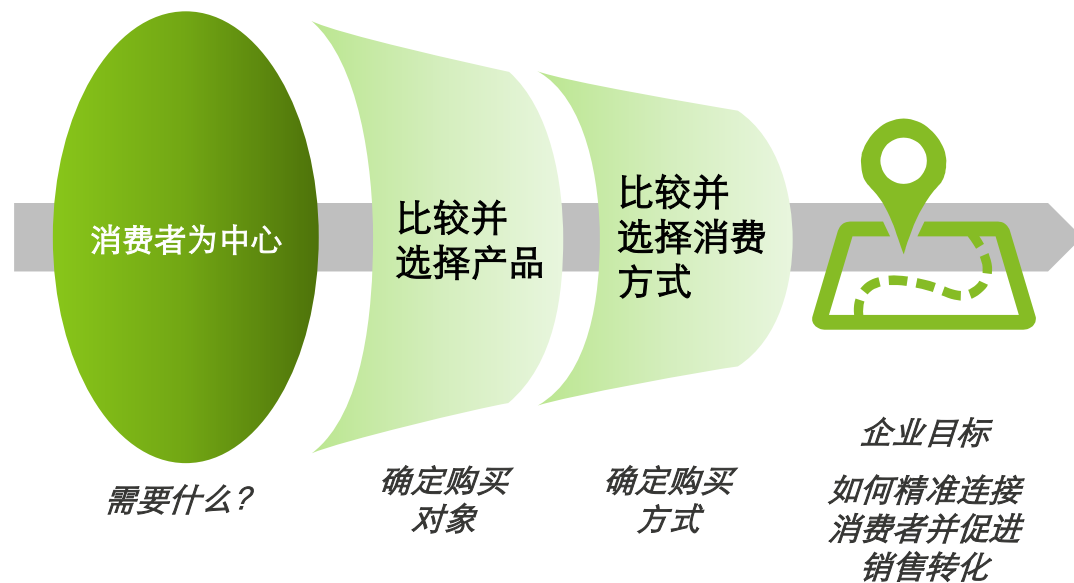 消费者为中心
比较并
选择产品
比较并
选择消费
方式
需要什么？
确定购买
对象
确定购买
方式
企业目标
如何精准连接
消费者并促进
销售转化